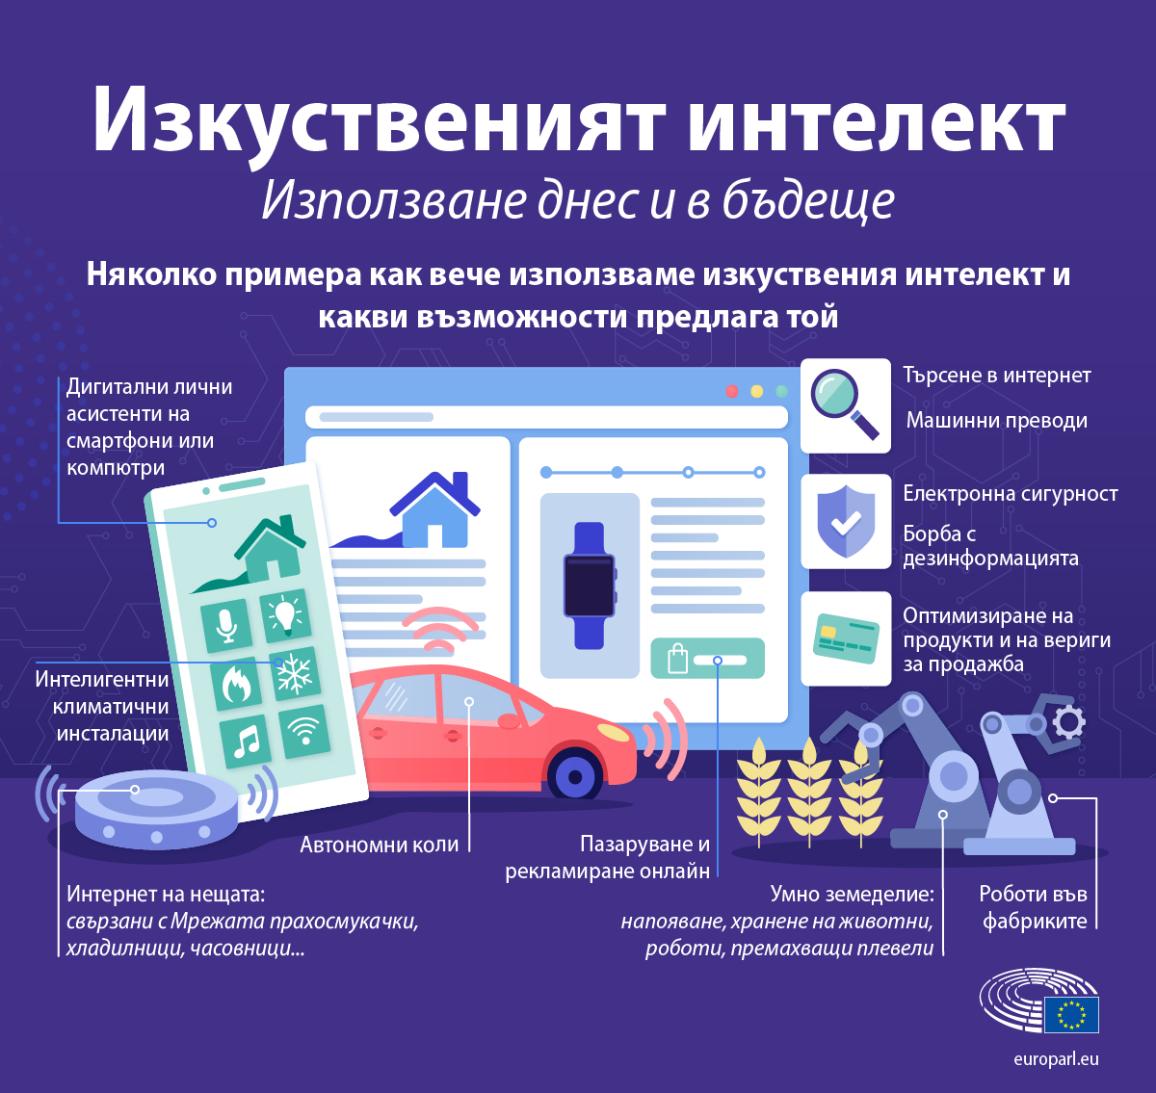 Изкуственият интелект
Използване днес и в бъдеще
Няколко примера как вече използваме изкуствения интелект и
какви възможности предлага той
Дигитални лични
асистенти на
смартфони или
компютри
Търсене в интернет
Машинни преводи
Електронна сигурност
Борба с
дезинформацията
Оптимизиране на
продукти и на вериги
за продажба
Интелигентни
климатични
инсталации
Автономни коли
Пазаруване и
рекламиране онлайн
Интернет на нещата:
свързани с Мрежата прахосмукачки,
хладилници, часовници...
Умно земеделие:
напояване, хранене на животни,
роботи, премахващи плевели
Роботи във
фабриките
europarl.eu